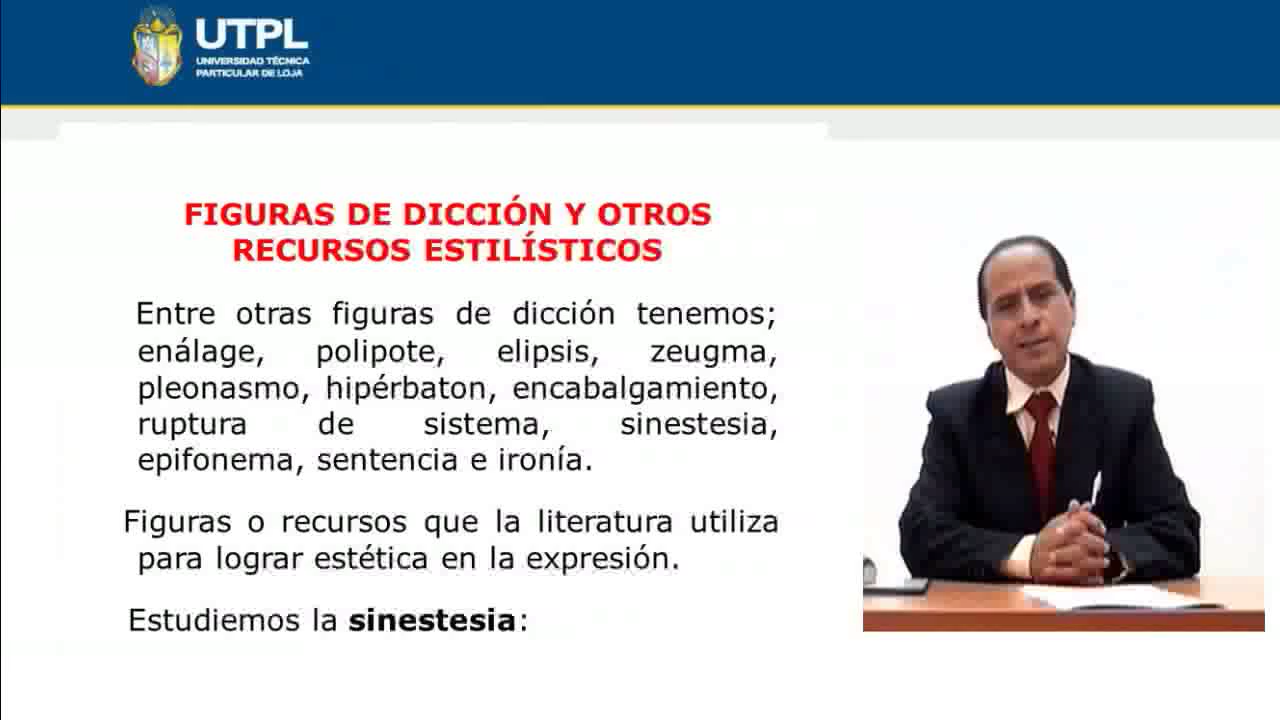 UTPL
UNIVERSIDAD TÉCNICA
PARTICULAR DE LOJA
FIGURAS DE DICCIÓN Y OTROS
RECURSOS ESTILÍSTICOS
Entre otras figuras de dicción tenemos;
enálage, polipote, elipsis, zeugma,
pleonasmo, hipérbaton, encabalgamiento,
ruptura de sistema, sinestesia,
epifonema, sentencia e ironía.
Figuras o recursos que la literatura utiliza
para lograr estética en la expresión.
Estudiemos la sinestesia: